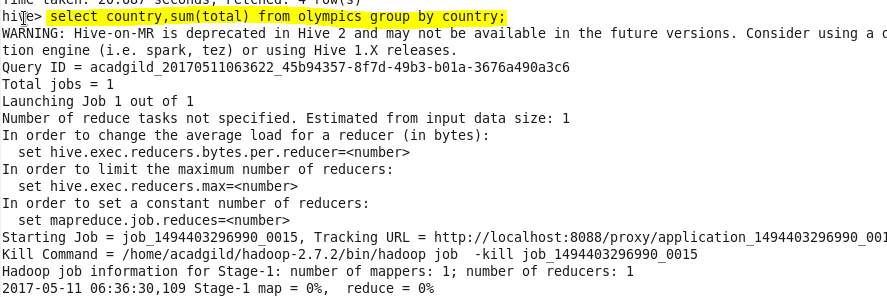 Time taken: 20.687 seconds, Fetched: 4 row(s)
hive> select country,sum(total) from olympics group by country;
WARNING: Hive-on-MR is deprecated in Hive 2 and may not be available in the future versions. Consider using a d
tion engine (i.e. spark, tez) or using Hive 1.X releases.
Query ID = acadgild_20170511063622_45b94357-8f7d-49b3-b01a-3676a490a3c6
Total jobs = 1
Launching Job 1 out of 1
Number of reduce tasks not specified. Estimated from input data size: 1
In order to change the average load for a reducer (in bytes):
  set hive.exec.reducers.bytes.per.reducer=<number>
In order to limit the maximum number of reducers:
  set hive.exec.reducers.max=<number>
In order to set a constant number of reducers:
  set mapreduce.job.reduces=<number>
Starting Job = job_1494403296990_0015, Tracking URL = http://localhost:8088/proxy/application_1494403296990_001
Kill Command = /home/acadgild/hadoop-2.7.2/bin/hadoop job  -kill job_1494403296990_0015
Hadoop job information for Stage-1: number of mappers: 1; number of reducers: 1
2017-05-11 06:36:30,109 Stage-1 map = 0%,  reduce = 0%